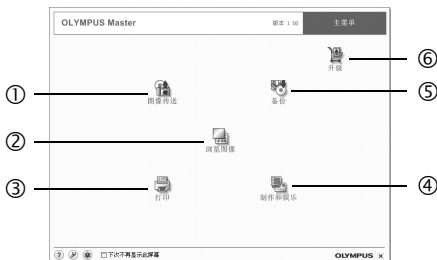 OLYMPUS Master 版本 1.00 主菜单
⑥
升级
① ⑤
图像传送 备份
②
浏览图像
③ ④
打印 制作和娱乐
? 下次不再显示此屏幕 OLYMPUS ×